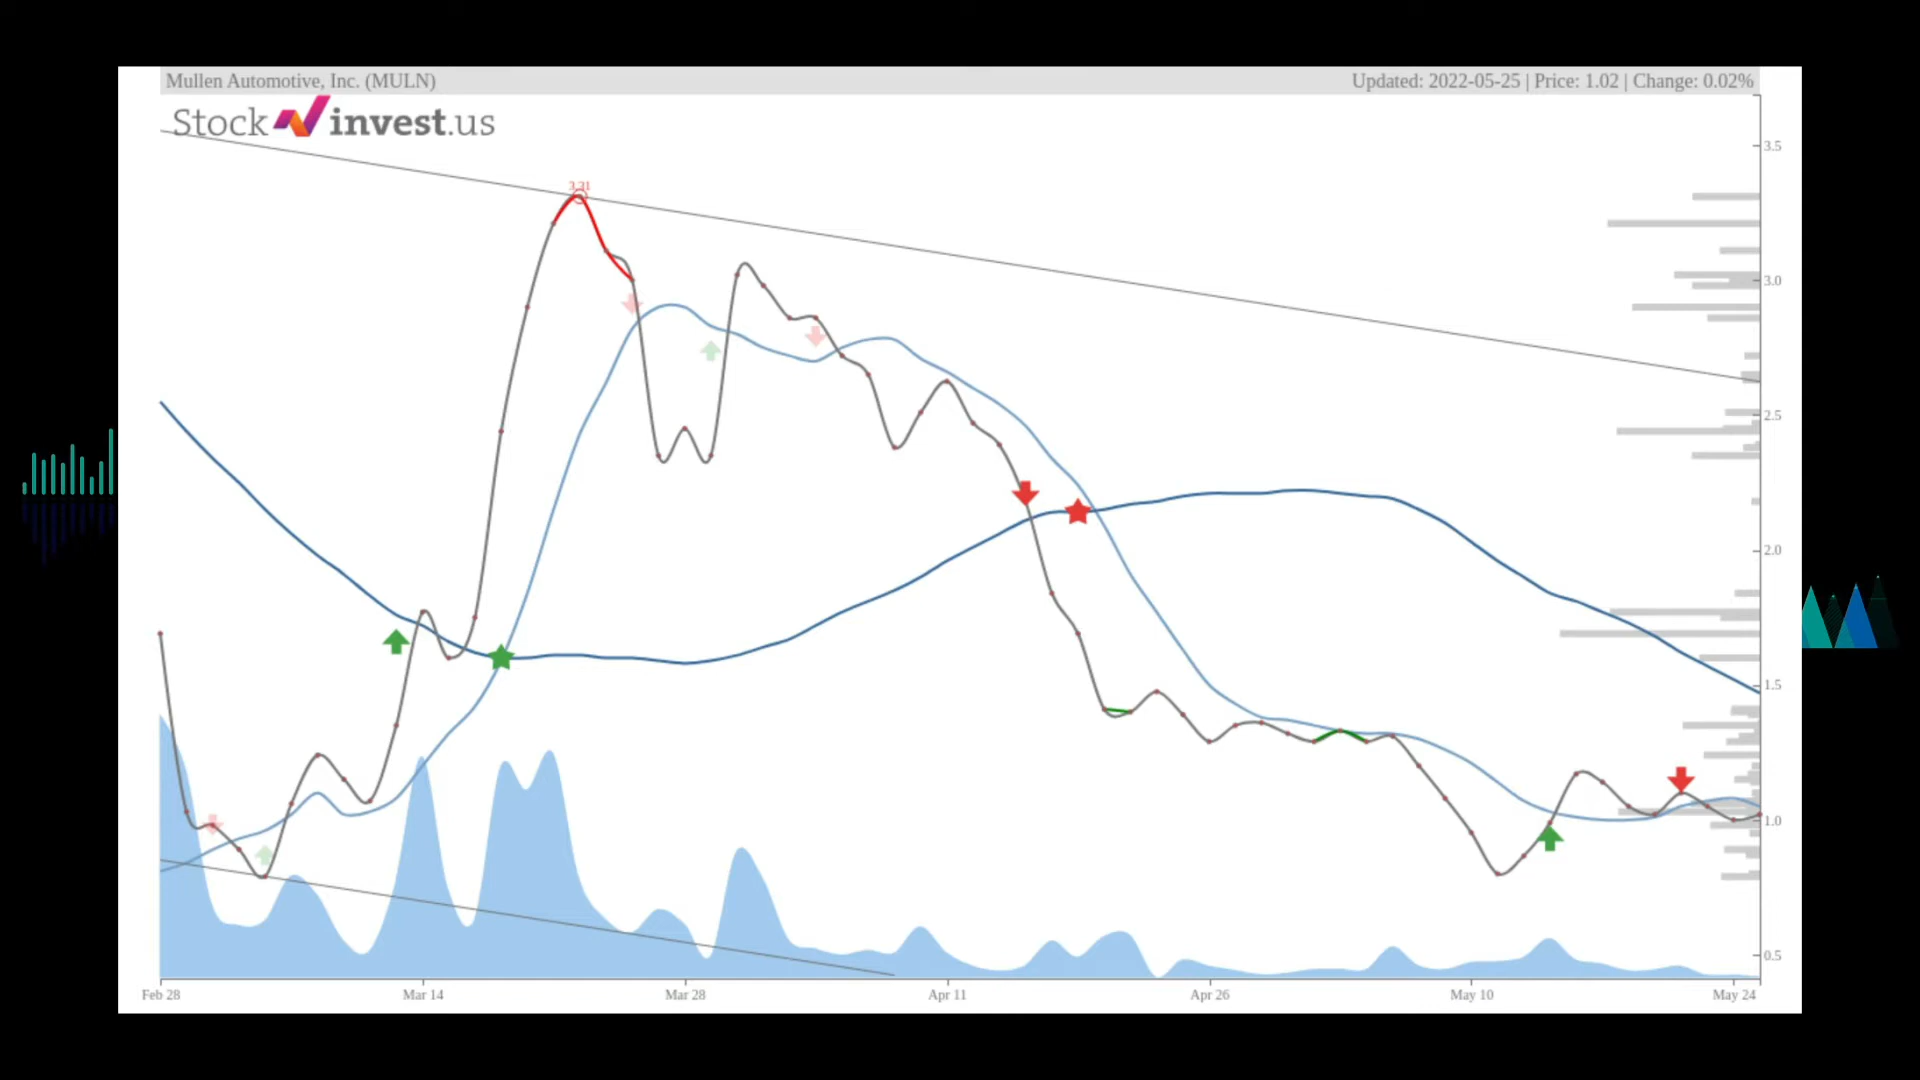 Mullen Automotive, Inc. (MULN)
Updated: 2022-05-25 | Price: 1.02 | Change: 0.02%
Stock invest.us
3.31
3.5
3.0
2.5
2.0
1.5
1.0
0.5
Feb 28
Mar 14
Mar 28
Apr 11
Apr 26
May 10
May 24